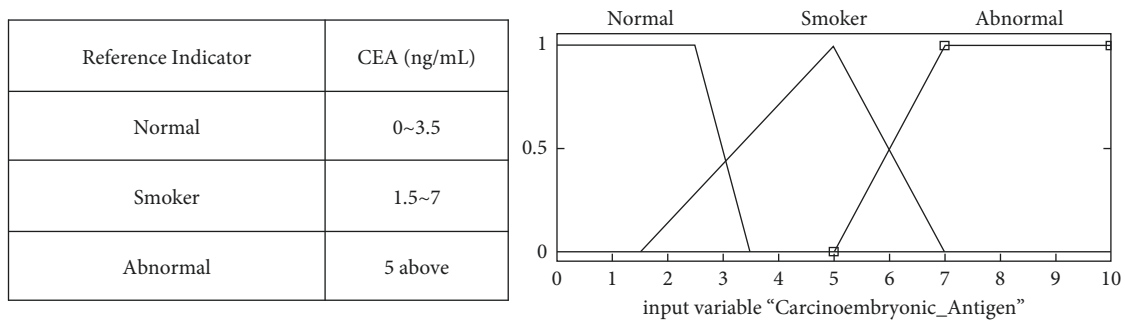 Reference Indicator CEA (ng/mL)
Normal 0~3.5
Smoker 1.5~7
Abnormal 5 above
Normal Smoker Abnormal
1
0.5
0
0 1 2 3 4 5 6 7 8 9 10
input variable “Carcinoembryonic_Antigen”